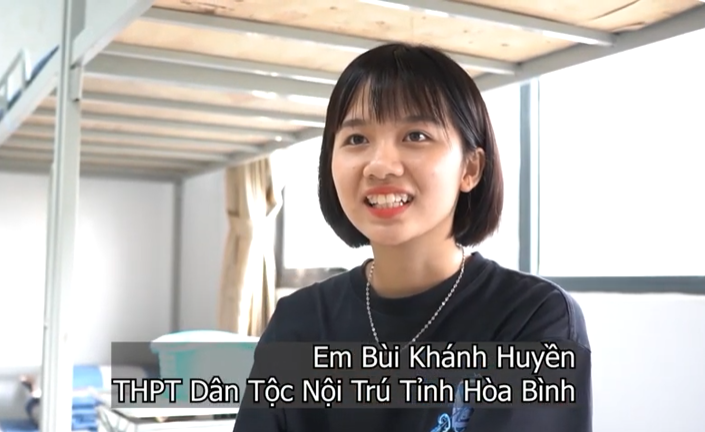 Em Bùi Khánh Huyền
THPT Dân Tộc Nội Trú Tỉnh Hòa Bình